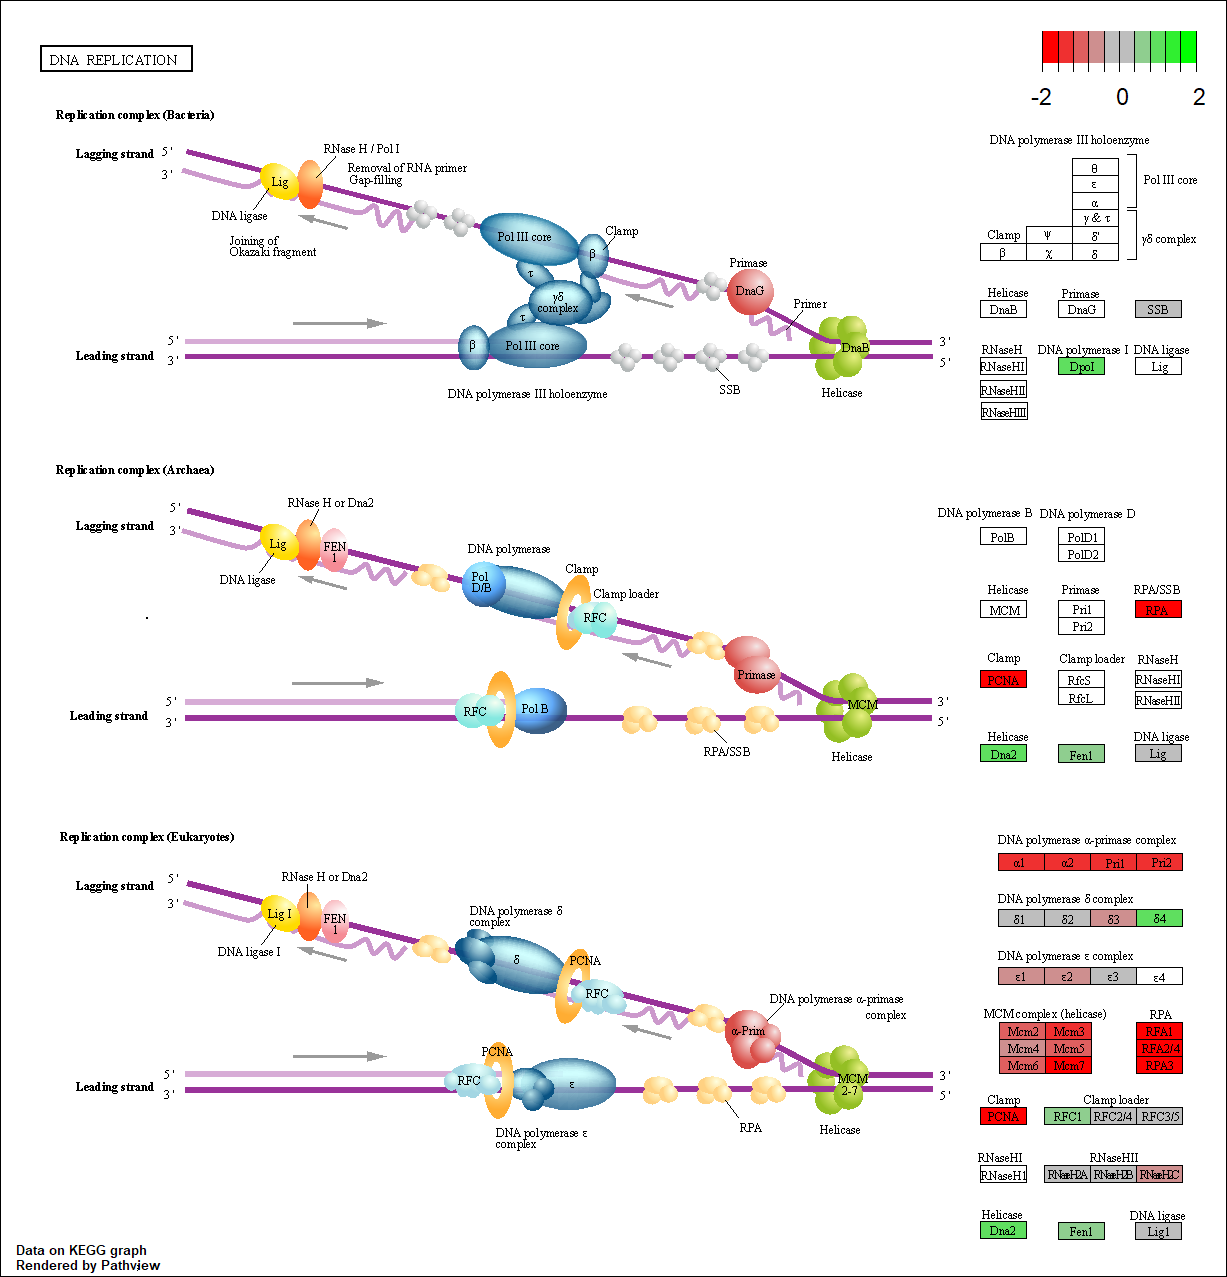 DNA REPLICATION
-2 0 2
Replication complex (Bacteria)
Lagging strand 5'
3'
Lig
RNase H / Pol I
Removal of RNA primer
Gap-filling
DNA ligase
Joining of
Okazaki fragment
Pol III core
Clamp
β
τ
γδ
complex
τ
Primase
DnaG
Primer
β
Pol III core
DnaB
Leading strand 5'
3'
3'
5'
SSB
Helicase
DNA polymerase III holoenzyme
DNA polymerase III holoenzyme
θ
ε
α
Pol III core
γ & τ
Clamp ψ δ'
β χ δ
γδ complex
Helicase Primase
DnaB DnaG SSB
RNaseH DNA polymerase I DNA ligase
RNaseHI DpoI Lig
RNaseHII
RNaseHIII
Replication complex (Archaea)
Lagging strand 5'
3'
Lig
RNase H or Dna2
FEN
1
DNA ligase
DNA polymerase
Pol
D/B
Clamp
Clamp loader
RFC
Primase
MCM
Leading strand 5'
3'
RFC
Pol B
3'
5'
RPA/SSB
Helicase
DNA polymerase B DNA polymerase D
PolB PolD1
PolD2
Helicase Primase RPA/SSB
MCM Pri1 RPA
Pri2
Clamp Clamp loader RNaseH
PCNA RfcS RNaseHI
RfcL RNaseHII
Helicase DNA ligase
Dna2 Fen1 Lig
Replication complex (Eukaryotes)
Lagging strand 5'
3'
Lig I
RNase H or Dna2
FEN
1
DNA ligase I
DNA polymerase δ
complex
δ
PCNA
RFC
DNA polymerase α-primase
complex
α-Prim
Leading strand 5'
3'
RFC
PCNA
ε
MCM
2-7
3'
5'
RPA
Helicase
DNA polymerase ε
complex
DNA polymerase α-primase complex
α1 α2 Pri1 Pri2
DNA polymerase δ complex
δ1 δ2 δ3 δ4
DNA polymerase ε complex
ε1 ε2 ε3 ε4
MCM complex (helicase) RPA
Mcm2 Mcm3 RFA1
Mcm4 Mcm5 RFA2/4
Mcm6 Mcm7 RPA3
Clamp Clamp loader
PCNA RFC1 RFC2/4 RFC3/5
RNaseHI RNaseHII
RNaseH1 RNaseH2A RNaseH2B RNaseH2C
Helicase DNA ligase
Dna2 Fen1 Lig1
Data on KEGG graph
Rendered by Pathview